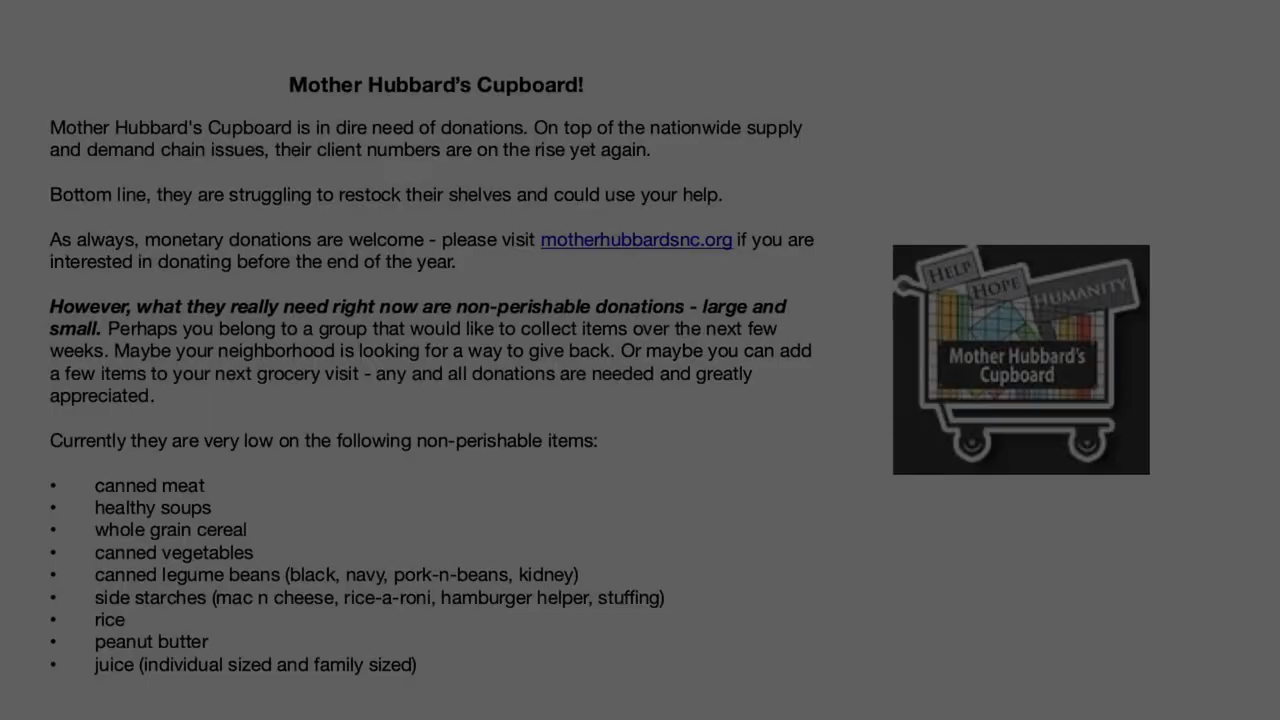 Mother Hubbard’s Cupboard!
Mother Hubbard's Cupboard is in dire need of donations. On top of the nationwide supply
and demand chain issues, their client numbers are on the rise yet again.
Bottom line, they are struggling to restock their shelves and could use your help.
As always, monetary donations are welcome - please visit motherhubbardsnc.org if you are
interested in donating before the end of the year.
However, what they really need right now are non-perishable donations - large and
small. Perhaps you belong to a group that would like to collect items over the next few
weeks. Maybe your neighborhood is looking for a way to give back. Or maybe you can add
a few items to your next grocery visit - any and all donations are needed and greatly
appreciated.
Currently they are very low on the following non-perishable items:
• canned meat
• healthy soups
• whole grain cereal
• canned vegetables
• canned legume beans (black, navy, pork-n-beans, kidney)
• side starches (mac n cheese, rice-a-roni, hamburger helper, stuffing)
• rice
• peanut butter
• juice (individual sized and family sized)
HELP
HOPE
HUMANITY
Mother Hubbard's
Cupboard